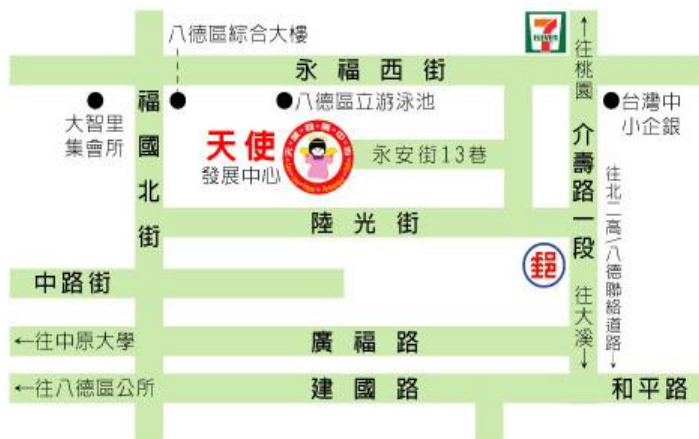 八德區綜合大樓
7
ELEVEN
↑往桃園
永福西街
大智里
集會所
八德區立游泳池
台灣中
小企銀
福國北街
天使
發展中心
永安街13巷
介壽路一段
往北二高/八德聯絡道路→
陸光街
郵
中路街
往大溪→
←往中原大學
廣福路
←往八德區公所
建國路
和平路